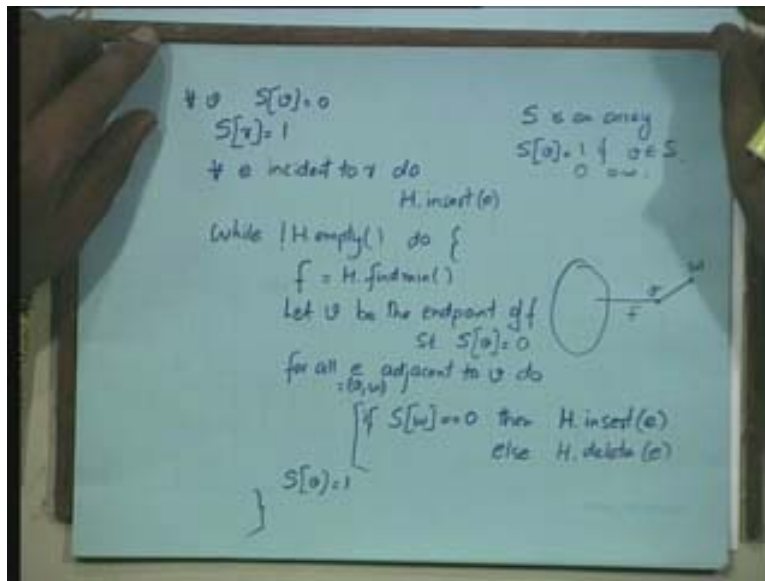 ∀ v S[v]=0
S[r]=1
∀ e incident to r do
H.insert(e)
While !H.empty() do {
f = H.findmin()
Let v be the endpoint of f
St S[v]=0
for all e adjacent to v do
=(v,w)
[if S[w]==0 then H.insert(e)
else H.delete(e)
S[v]=1
}
S is an array
S[v]=1 if v∈S.
0 o.w.
w
v
f